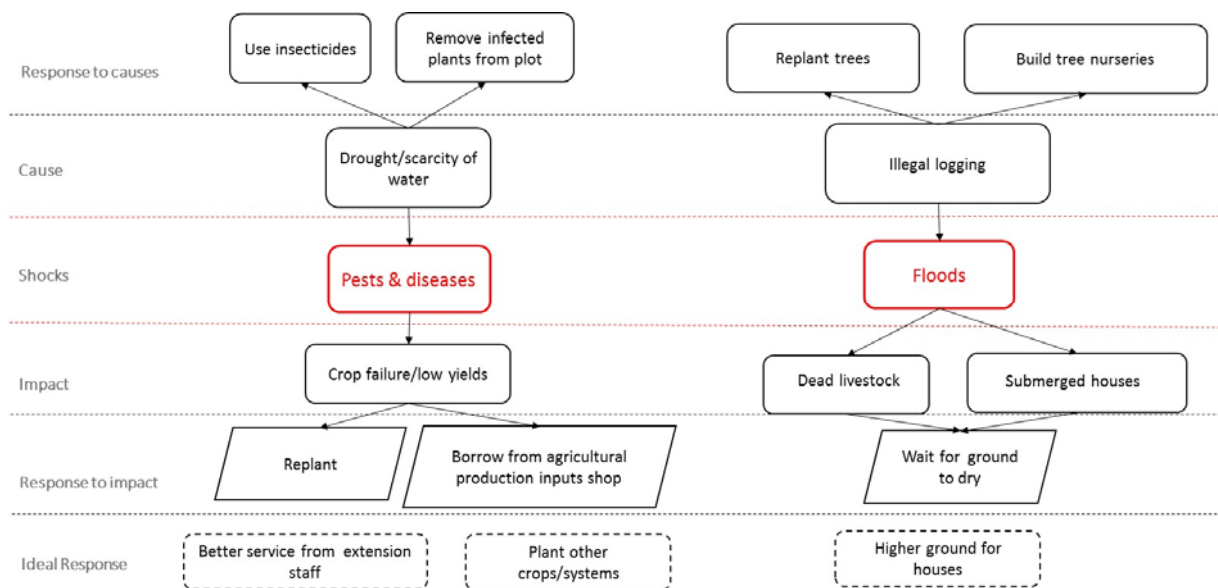 Response to causes
Use insecticides
Remove infected
plants from plot
Replant trees
Build tree nurseries
Cause
Drought/scarcity of
water
Illegal logging
Shocks
Pests & diseases
Floods
Impact
Crop failure/low yields
Dead livestock
Submerged houses
Response to impact
Replant
Borrow from agricultural
production inputs shop
Wait for ground
to dry
Ideal Response
Better service from extension
staff
Plant other
crops/systems
Higher ground for
houses